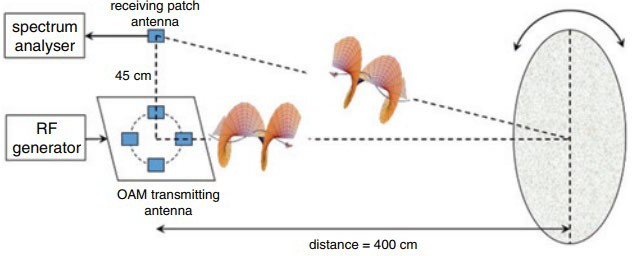 receiving patch
antenna
spectrum
analyser
45 cm
RF
generator
OAM transmitting
antenna
distance = 400 cm